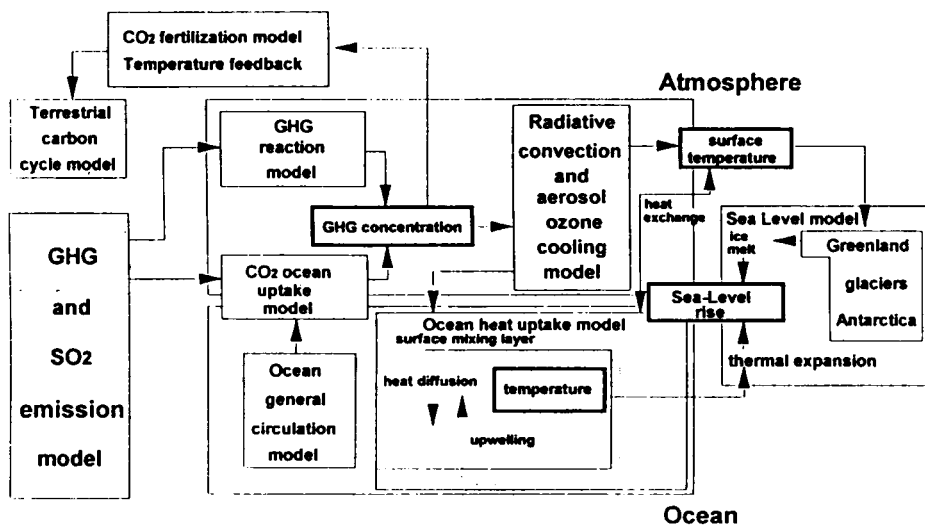 CO2 fertilization model
Temperature feedback
Atmosphere
Terrestrial
carbon
cycle model
GHG
reaction
model
Radiative
convection
and
aerosol
ozone
cooling
model
surface
temperature
heat
exchange
GHG concentration
Sea Level model
ice
melt
Greenland
glaciers
Antarctica
GHG
and
SO2
emission
model
CO2 ocean
uptake
model
Sea-Level
rise
Ocean heat uptake model
surface mixing layer
thermal expansion
Ocean
general
circulation
model
heat diffusion
temperature
upwelling
Ocean